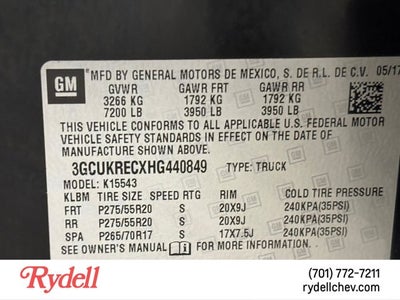 GM
MFD BY GENERAL MOTORS DE MEXICO, S. DE R.L. DE C.V. 05/17
GVWR GAWR FRT GAWR RR
3266 KG 1792 KG 1792 KG
7200 LB 3950 LB 3950 LB
THIS VEHICLE CONFORMS TO ALL APPLICABLE U.S. FEDERAL MOTOR
VEHICLE SAFETY STANDARDS IN EFFECT ON THE DATE OF
MANUFACTURE SHOWN ABOVE.
3GCUKRECXHG440849 TYPE: TRUCK
MODEL: K15543
KLBM TIRE SIZE SPEED RTG RIM COLD TIRE PRESSURE
FRT P275/55R20 S 20X9J 240KPA(35PSI)
RR P275/55R20 S 20X9J 240KPA(35PSI)
SPA P265/70R17 S 17X7.5J 240KPA(35PSI)
SEE OWNER'S MANUAL FOR MORE INFORMATION.
Rydell
(701) 772-7211
RydellChev.com